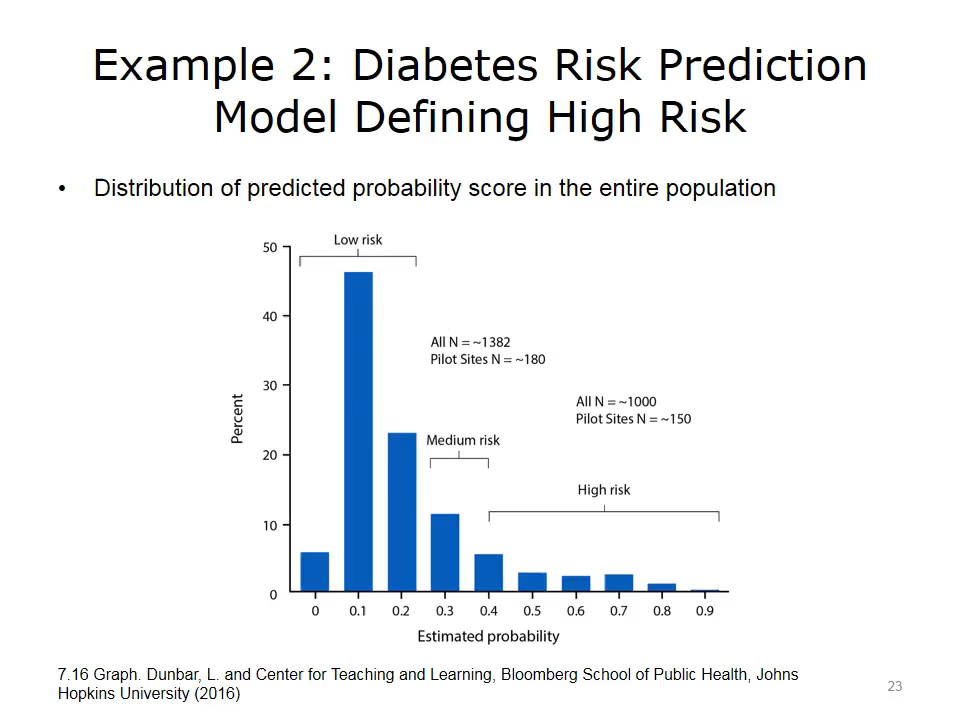 Example 2: Diabetes Risk Prediction
Model Defining High Risk
• Distribution of predicted probability score in the entire population
Low risk
50
40
30
20
10
0
Percent
All N = ~1382
Pilot Sites N = ~180
All N = ~1000
Pilot Sites N = ~150
Medium risk
High risk
0 0.1 0.2 0.3 0.4 0.5 0.6 0.7 0.8 0.9
Estimated probability
7.16 Graph. Dunbar, L. and Center for Teaching and Learning, Bloomberg School of Public Health, Johns
Hopkins University (2016)
23